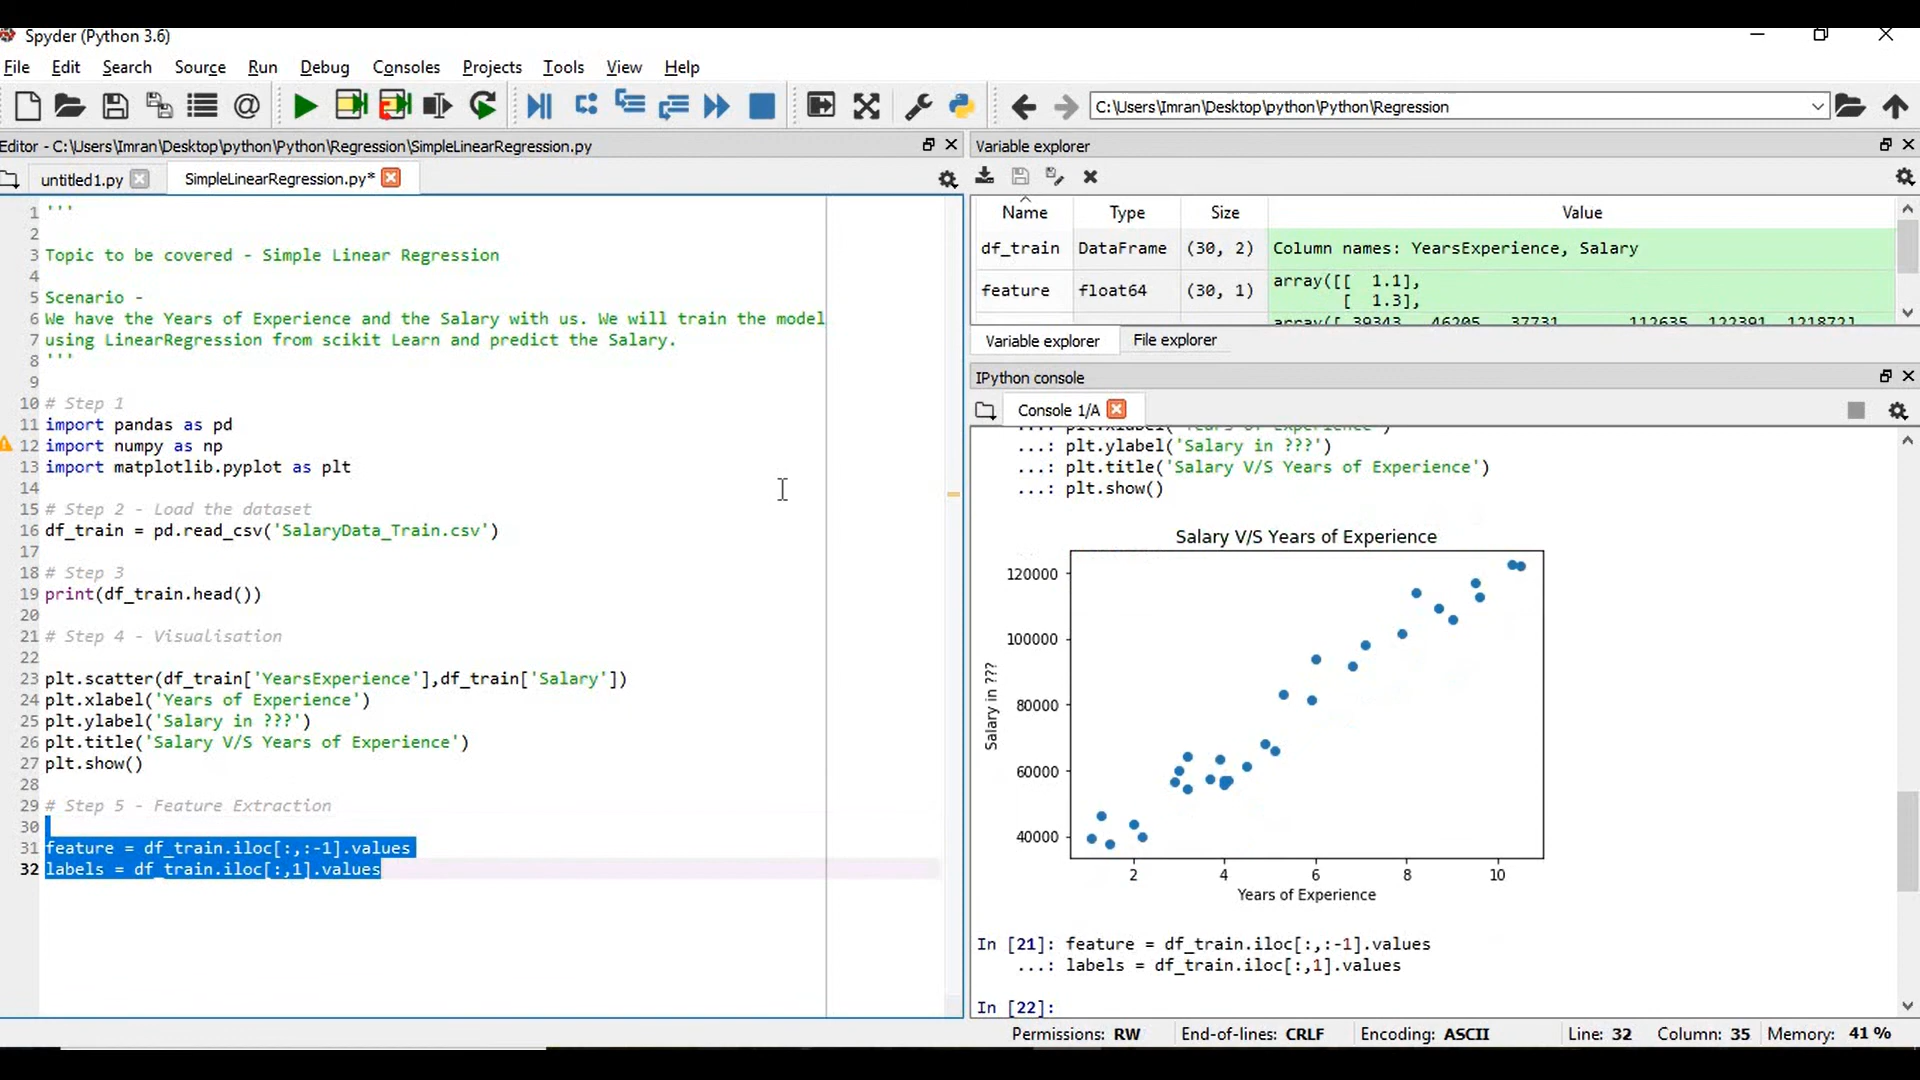 Spyder (Python 3.6)
File Edit Search Source Run Debug Consoles Projects Tools View Help
C:\Users\Imran\Desktop\python\Python\Regression
Editor - C:\Users\Imran\Desktop\python\Python\Regression\SimpleLinearRegression.py
untitled1.py SimpleLinearRegression.py*
1 '''
2
3 Topic to be covered - Simple Linear Regression
4
5 Scenario -
6 We have the Years of Experience and the Salary with us. We will train the model
7 using LinearRegression from scikit Learn and predict the Salary.
8 '''
9
10 # Step 1
11 import pandas as pd
12 import numpy as np
13 import matplotlib.pyplot as plt
14
15 # Step 2 - Load the dataset
16 df_train = pd.read_csv('SalaryData_Train.csv')
17
18 # Step 3
19 print(df_train.head())
20
21 # Step 4 - Visualisation
22
23 plt.scatter(df_train['YearsExperience'],df_train['Salary'])
24 plt.xlabel('Years of Experience')
25 plt.ylabel('Salary in ???')
26 plt.title('Salary V/S Years of Experience')
27 plt.show()
28
29 # Step 5 - Feature Extraction
30
31 feature = df_train.iloc[:,:-1].values
32 labels = df_train.iloc[:,1].values
Variable explorer
Name Type Size Value
df_train DataFrame (30, 2) Column names: YearsExperience, Salary
feature float64 (30, 1) array([[ 1.1],
[ 1.3],
array([ 39343, 46205, 37731, 112635, 122391, 121872]
Variable explorer File explorer
IPython console
Console 1/A
...: plt.xlabel('Years of Experience')
...: plt.ylabel('Salary in ???')
...: plt.title('Salary V/S Years of Experience')
...: plt.show()
Salary V/S Years of Experience
120000
100000
80000
60000
40000
Salary in ???
2 4 6 8 10
Years of Experience
In [21]: feature = df_train.iloc[:,:-1].values
...: labels = df_train.iloc[:,1].values
In [22]:
Permissions: RW End-of-lines: CRLF Encoding: ASCII Line: 32 Column: 35 Memory: 41 %